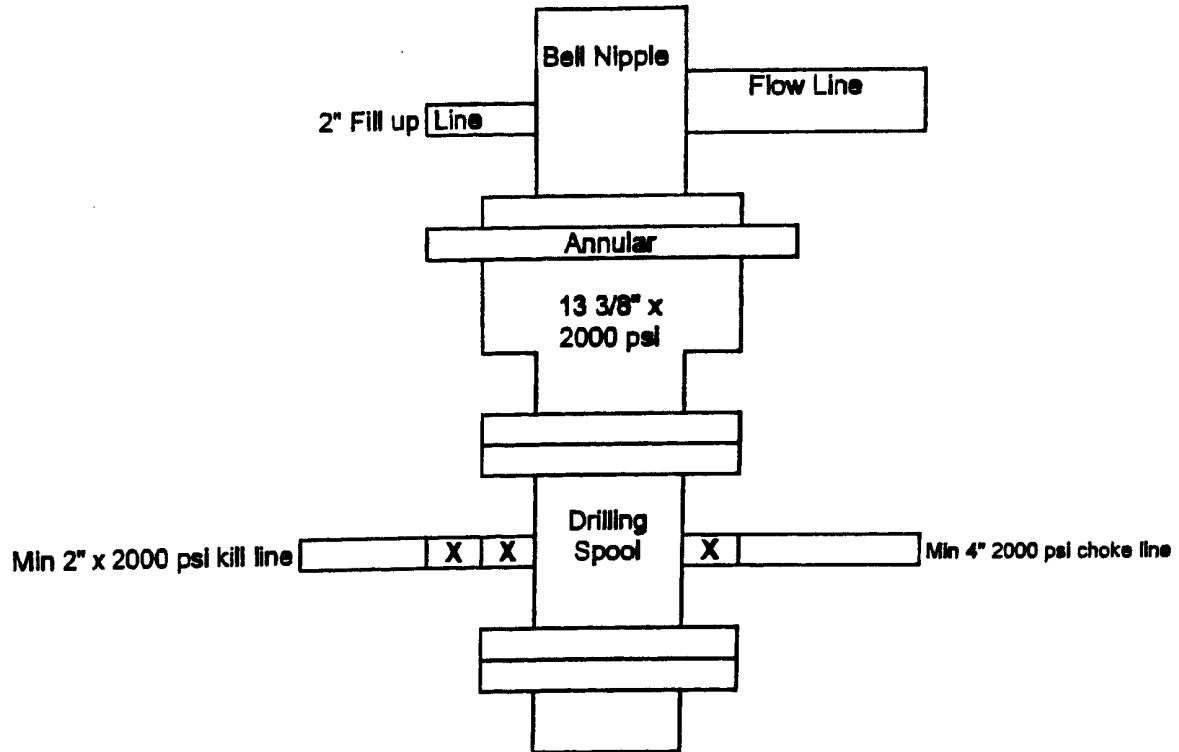 Bell Nipple
Flow Line
2" Fill up Line
Annular
13 3/8" x
2000 psi
Drilling
Spool
Min 2" x 2000 psi kill line
X X
X
Min 4" 2000 psi choke line